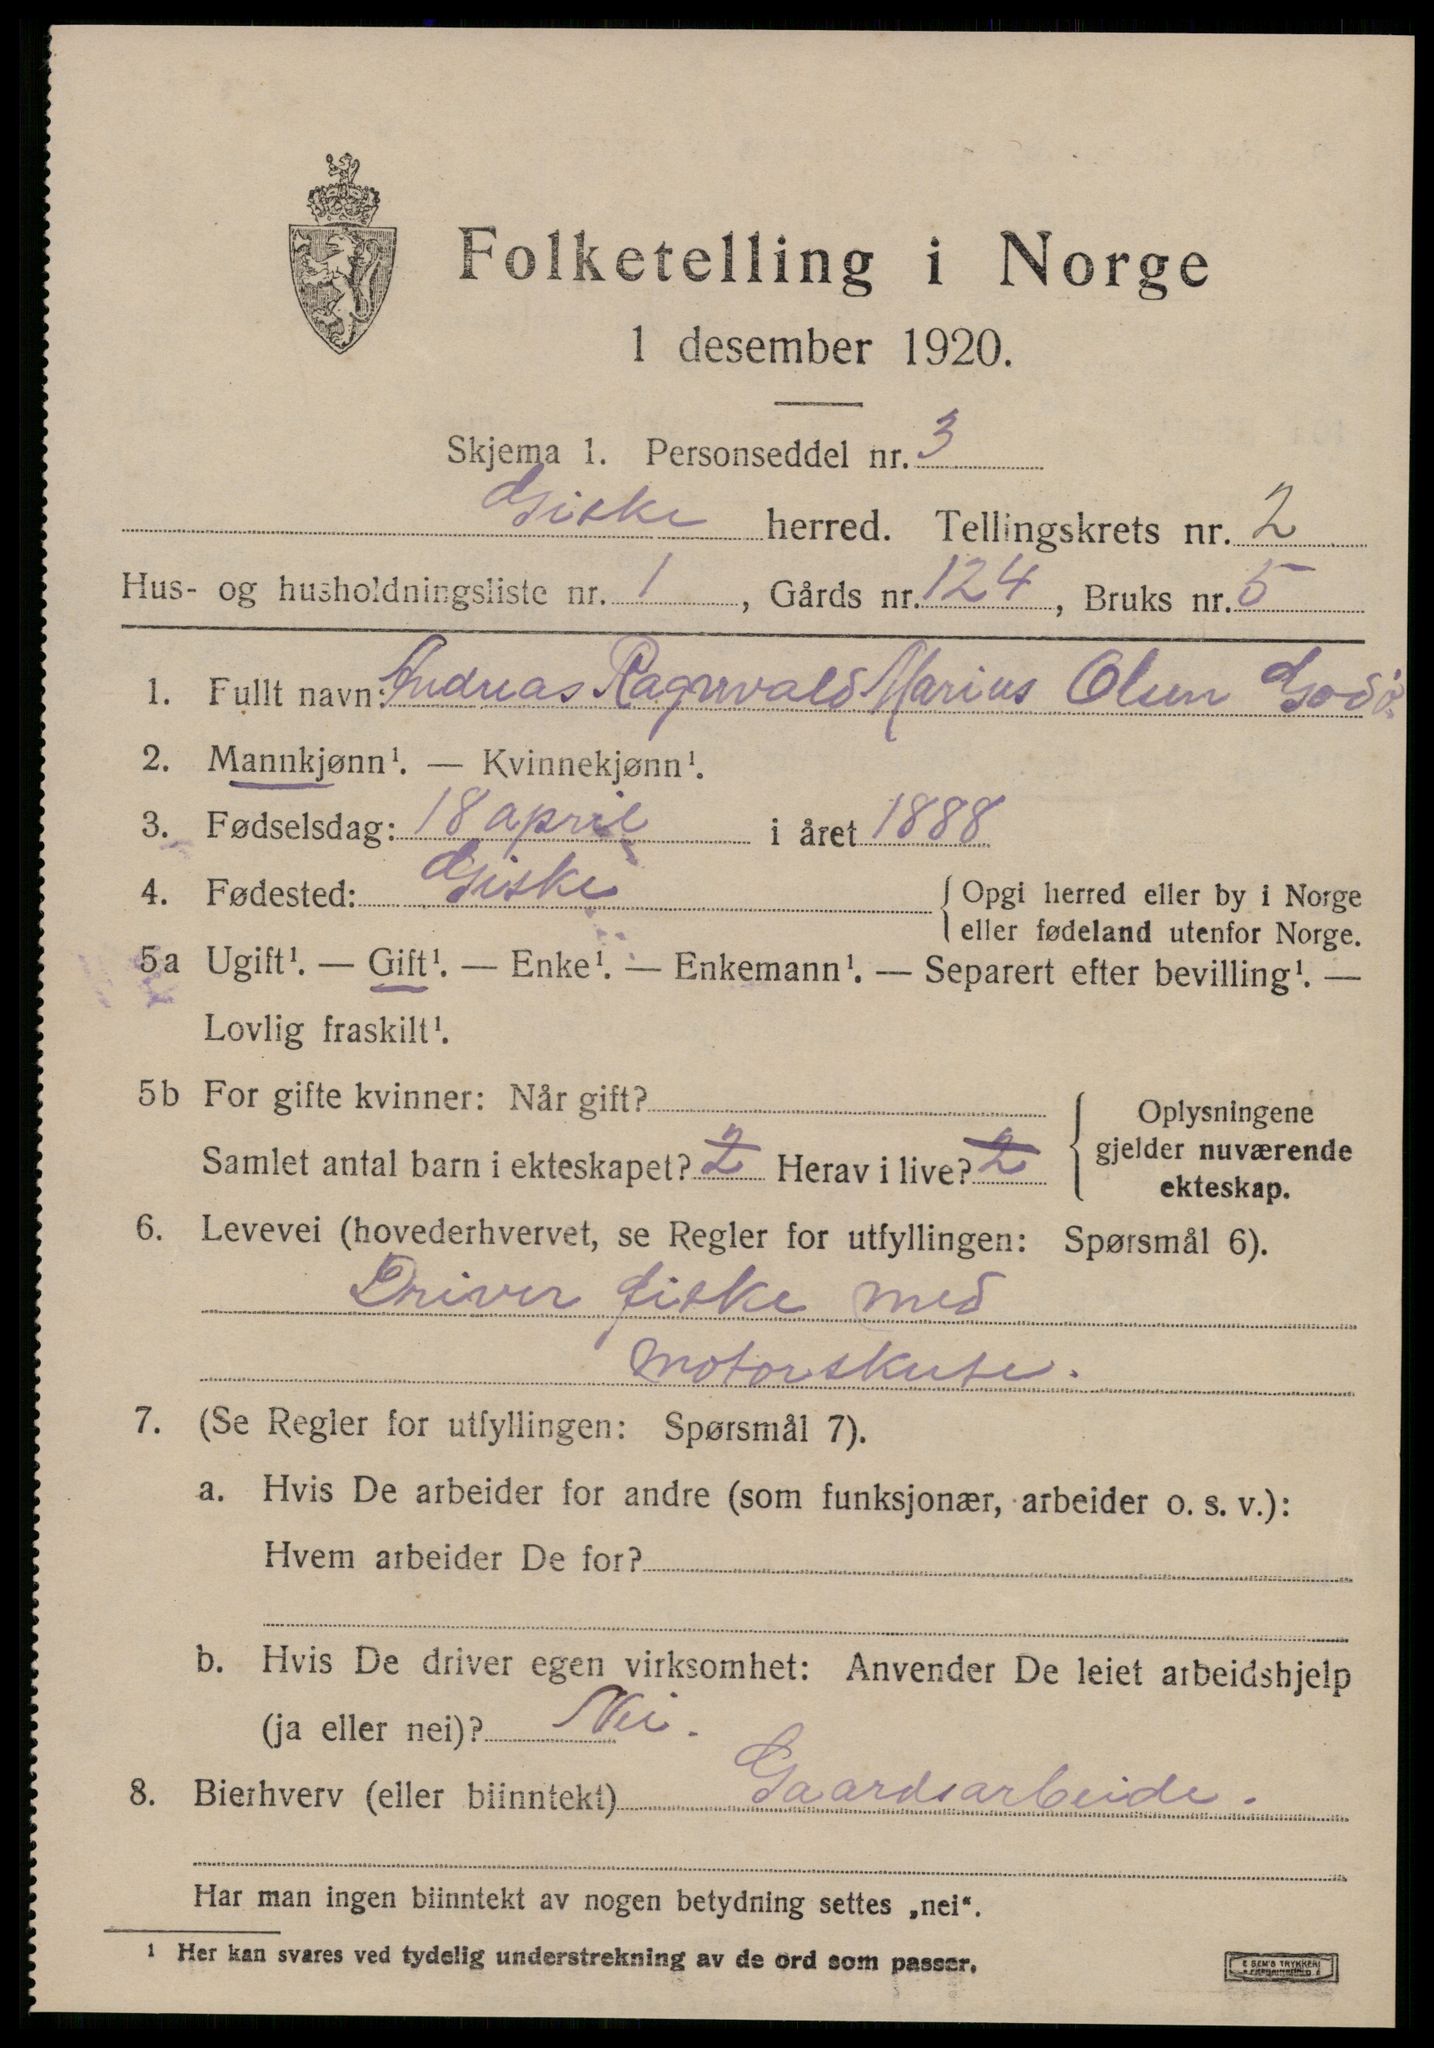 Folketelling i Norge
1 desember 1920.
Skjema 1. Personseddel nr. 3
Giske herred. Tellingskrets nr. 2
Hus- og husholdningsliste nr. 1, Gårds nr. 124, Bruks nr. 5
1. Fullt navn: Andreas Ragnvald Marius Olsen Godø
2. Mannkjønn¹. — Kvinnekjønn¹.
3. Fødselsdag: 18 april i året 1888
4. Fødested: Giske { Opgi herred eller by i Norge
eller fødeland utenfor Norge.
5a Ugift¹. — Gift¹. — Enke¹. — Enkemann¹. — Separert efter bevilling¹. —
Lovlig fraskilt¹.
5b For gifte kvinner: Når gift?
Samlet antal barn i ekteskapet? 2 Herav i live? 2
{ Oplysningene
gjelder nuværende
ekteskap.
6. Levevei (hovederhvervet, se Regler for utfyllingen: Spørsmål 6).
Driver fiske med
motorskute.
7. (Se Regler for utfyllingen: Spørsmål 7).
a. Hvis De arbeider for andre (som funksjonær, arbeider o. s. v.):
Hvem arbeider De for?
b. Hvis De driver egen virksomhet: Anvender De leiet arbeidshjelp
(ja eller nei)? Nei.
8. Bierhverv (eller biinntekt) Gaardsarbeide.
Har man ingen biinntekt av nogen betydning settes „nei“.
¹ Her kan svares ved tydelig understrekning av de ord som passer.
SEM'S TRYKKERI